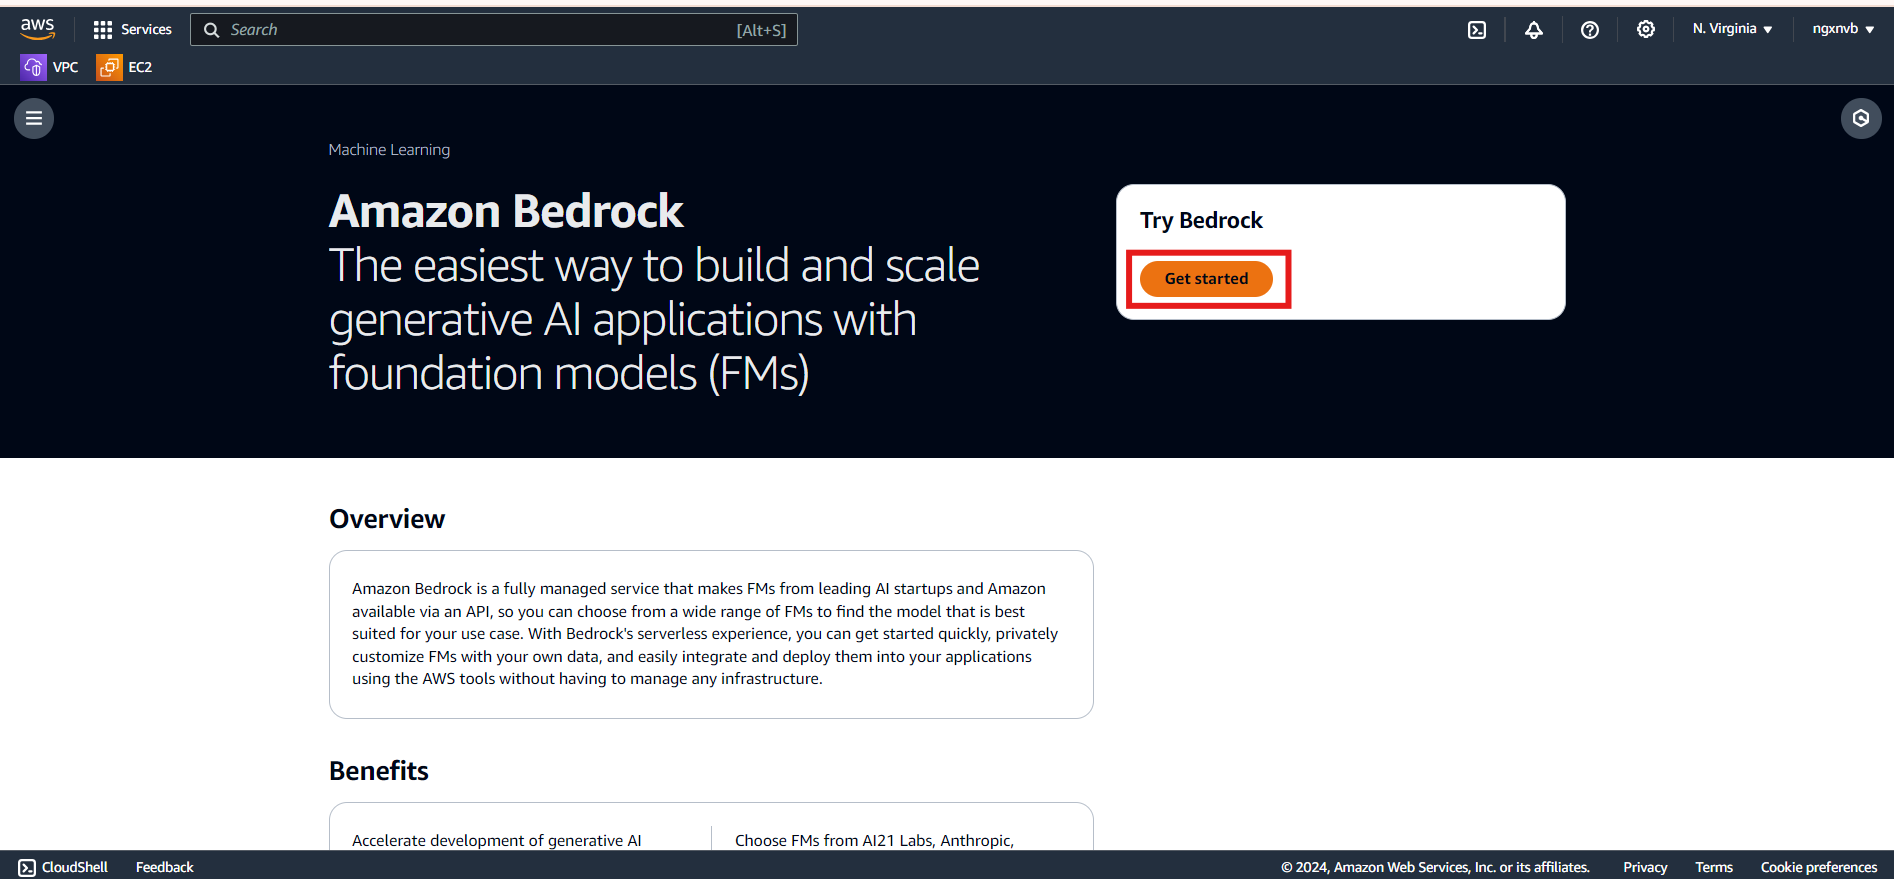 aws
Services
Search
[Alt+S]
N. Virginia
ngxnvb
VPC
EC2
Machine Learning
Amazon Bedrock
The easiest way to build and scale
generative AI applications with
foundation models (FMs)
Try Bedrock
Get started
Overview
Amazon Bedrock is a fully managed service that makes FMs from leading AI startups and Amazon
available via an API, so you can choose from a wide range of FMs to find the model that is best
suited for your use case. With Bedrock's serverless experience, you can get started quickly, privately
customize FMs with your own data, and easily integrate and deploy them into your applications
using the AWS tools without having to manage any infrastructure.
Benefits
Accelerate development of generative AI
Choose FMs from AI21 Labs, Anthropic,
CloudShell
Feedback
© 2024, Amazon Web Services, Inc. or its affiliates.
Privacy
Terms
Cookie preferences